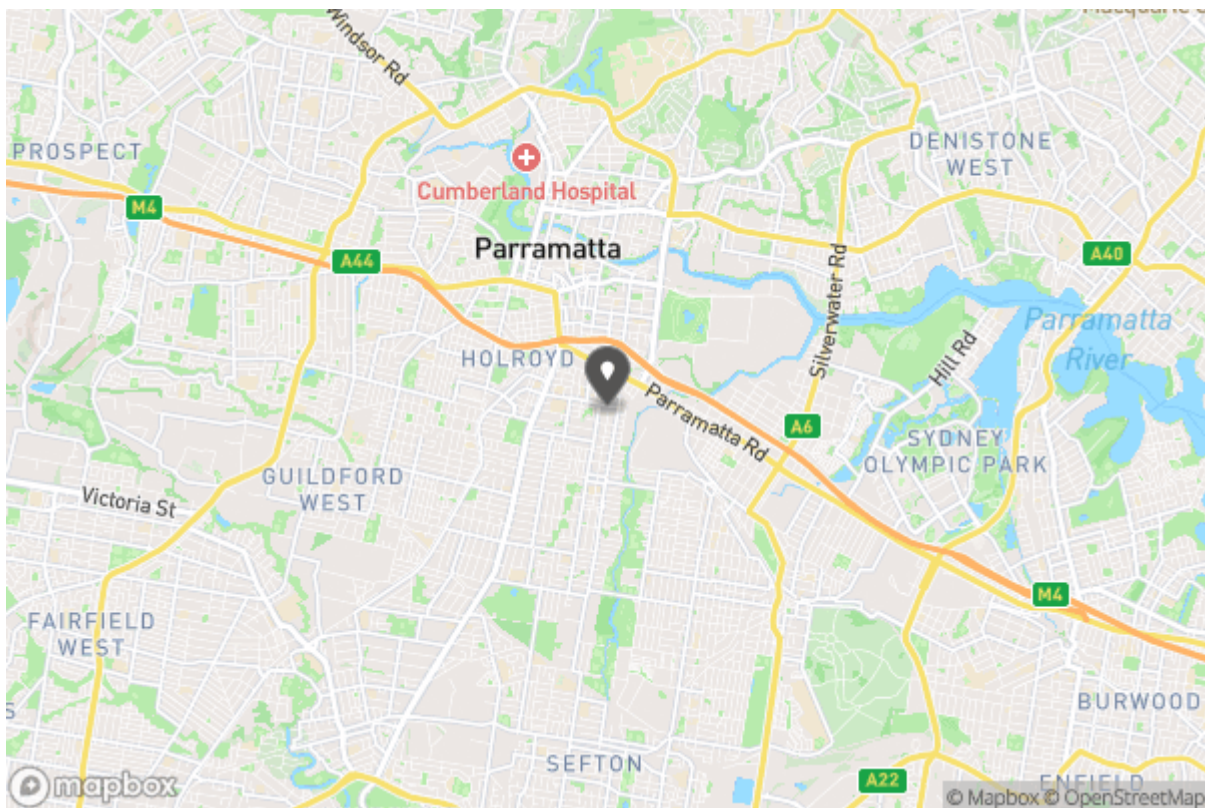 Windsor Rd
PROSPECT
DENISTONE
WEST
Cumberland Hospital
M4
Parramatta
A44
A40
Silverwater Rd
Parramatta
River
Hill Rd
HOLROYD
Parramatta Rd
A6
SYDNEY
OLYMPIC PARK
GUILDFORD
WEST
Victoria St
M4
FAIRFIELD
WEST
BURWOOD
S
SEFTON
A22
ENFIELD
mapbox
© Mapbox © OpenStreetMap